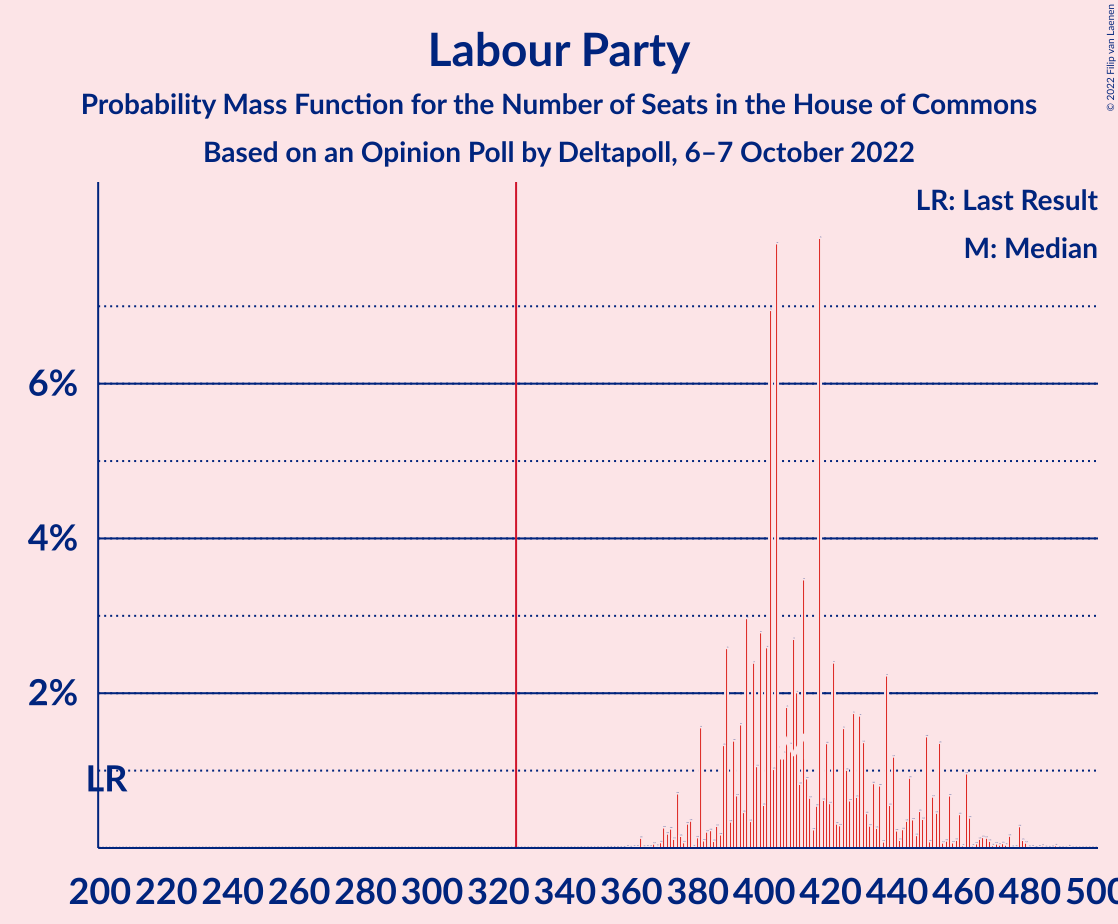 Labour Party
Probability Mass Function for the Number of Seats in the House of Commons
Based on an Opinion Poll by Deltapoll, 6–7 October 2022
© 2022 Filip van Laenen
LR: Last Result
M: Median
6%
4%
2%
LR
200 220 240 260 280 300 320 340 360 380 400 420 440 460 480 500